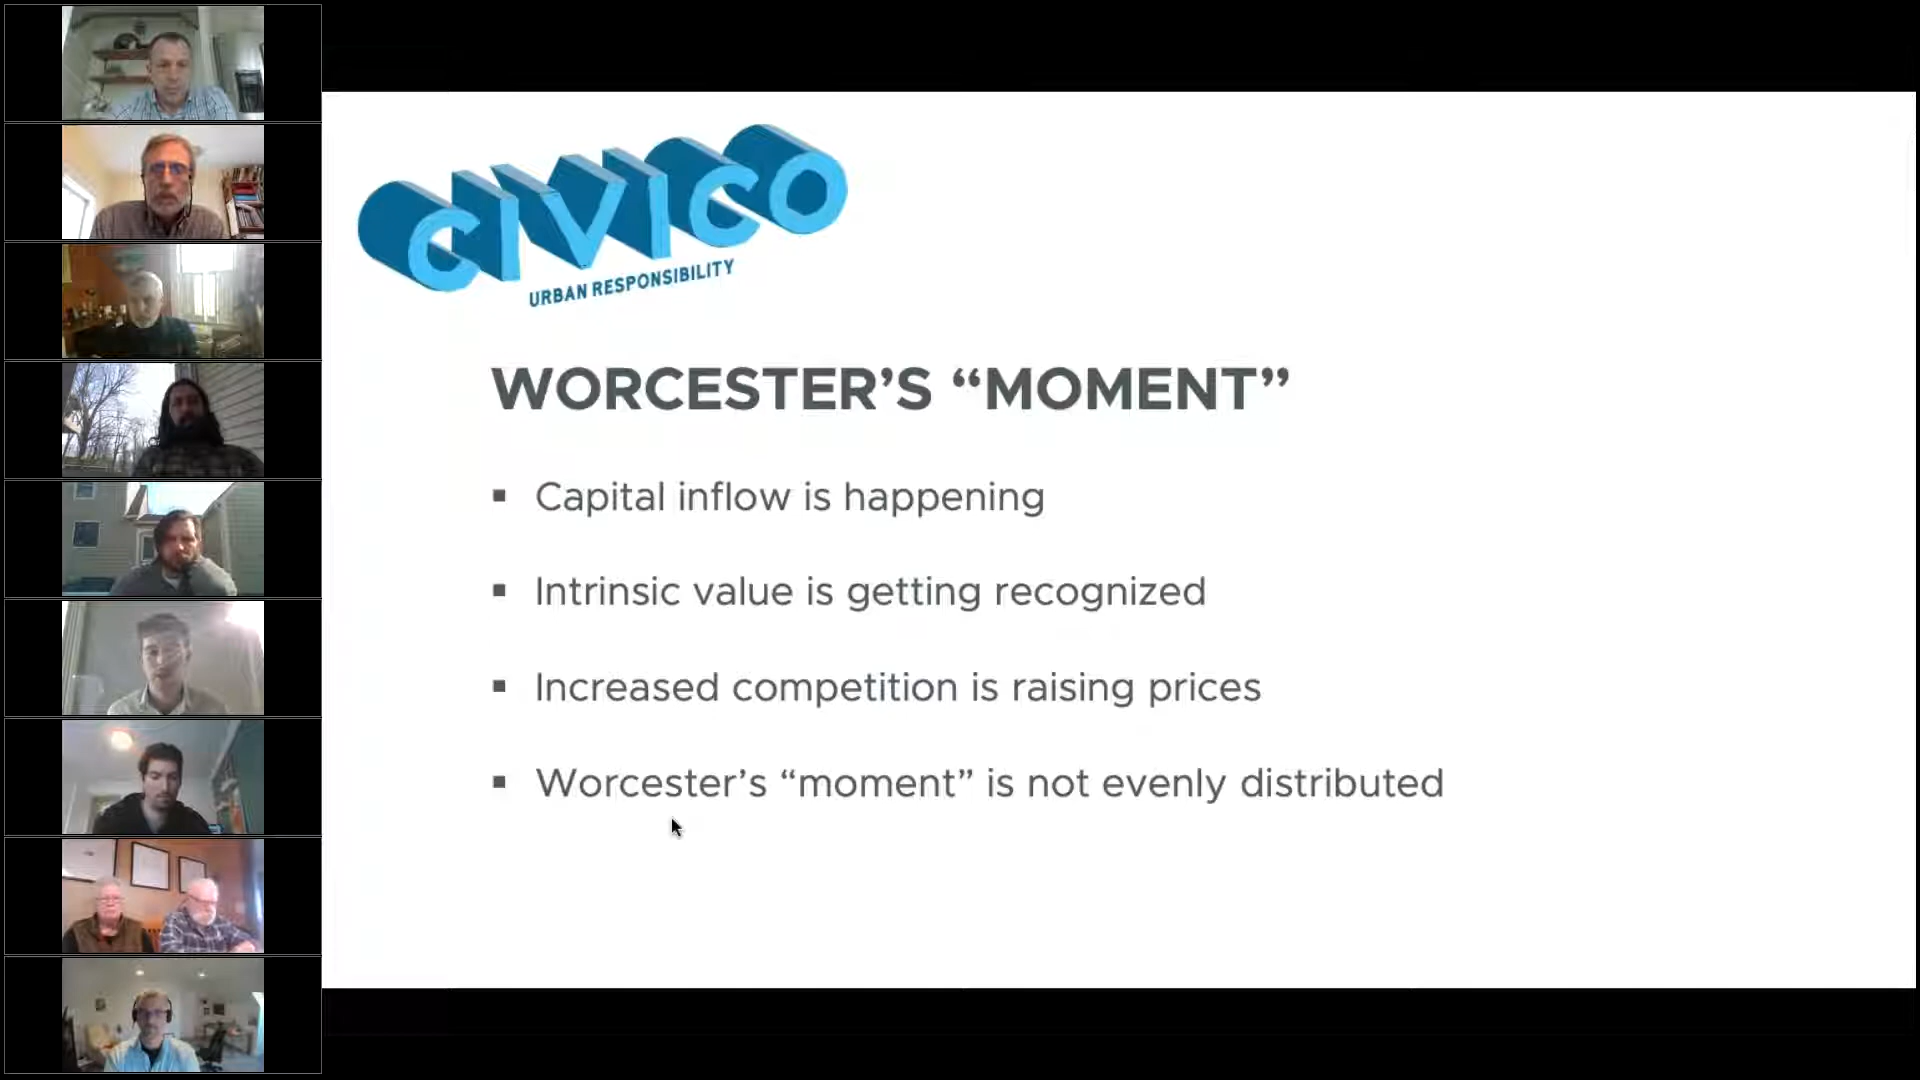 CIVICO
URBAN RESPONSIBILITY
WORCESTER’S “MOMENT”
▪ Capital inflow is happening
▪ Intrinsic value is getting recognized
▪ Increased competition is raising prices
▪ Worcester’s “moment” is not evenly distributed